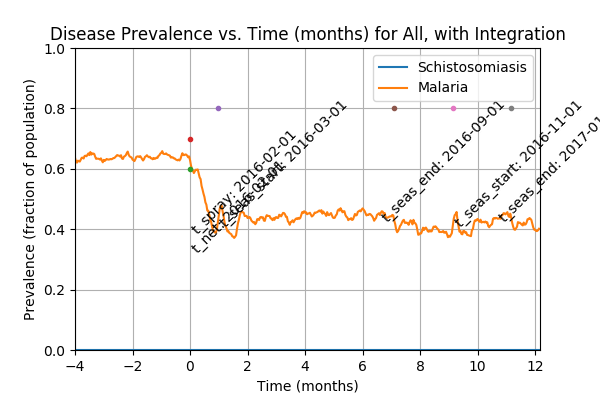 Disease Prevalence vs. Time (months) for All, with Integration
Prevalence (fraction of population)
1.0
0.8
0.6
0.4
0.2
0.0
Schistosomiasis
Malaria
t_spray: 2016-02-01
t_seas_start: 2016-03-01
t_seas_end: 2016-09-01
t_seas_start: 2016-11-01
t_seas_end: 2017-01
−4
−2
0
2
4
6
8
10
12
Time (months)